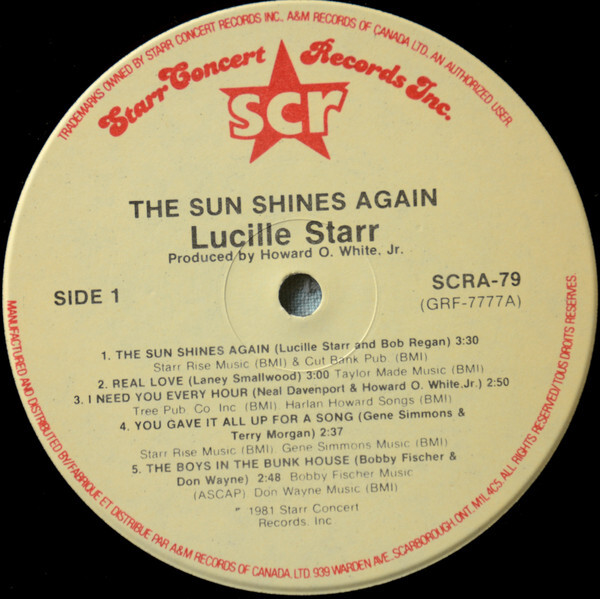 TRADEMARKS OWNED BY STARR CONCERT RECORDS INC., A&M RECORDS OF CANADA LTD., AN AUTHORIZED USER.
Starr Concert Records Inc.
scr
THE SUN SHINES AGAIN
Lucille Starr
Produced by Howard O. White, Jr.
SIDE 1
SCRA-79
(GRF-7777A)
1. THE SUN SHINES AGAIN (Lucille Starr and Bob Regan) 3:30
Starr Rise Music (BMI) & Cut Bank Pub. (BMI)
2. REAL LOVE (Laney Smallwood) 3:00 Taylor Made Music (BMI)
3. I NEED YOU EVERY HOUR (Neal Davenport & Howard O. White,Jr.) 2:50
Tree Pub. Co. Inc (BMI) Harlan Howard Songs (BMI)
4. YOU GAVE IT ALL UP FOR A SONG (Gene Simmons &
Terry Morgan) 2:37
Starr Rise Music (BMI) Gene Simmons Music (BMI)
5. THE BOYS IN THE BUNK HOUSE (Bobby Fischer &
Don Wayne) 2:48 Bobby Fischer Music
(ASCAP) Don Wayne Music (BMI)
1981 Starr Concert
Records, Inc
MANUFACTURED AND DISTRIBUTED BY/FABRIQUE ET DISTRIBUE PAR A&M RECORDS OF CANADA, LTD. 939 WARDEN AVE. SCARBOROUGH, ONT. M1L 4C5. ALL RIGHTS RESERVED/TOUS DROITS RESERVES